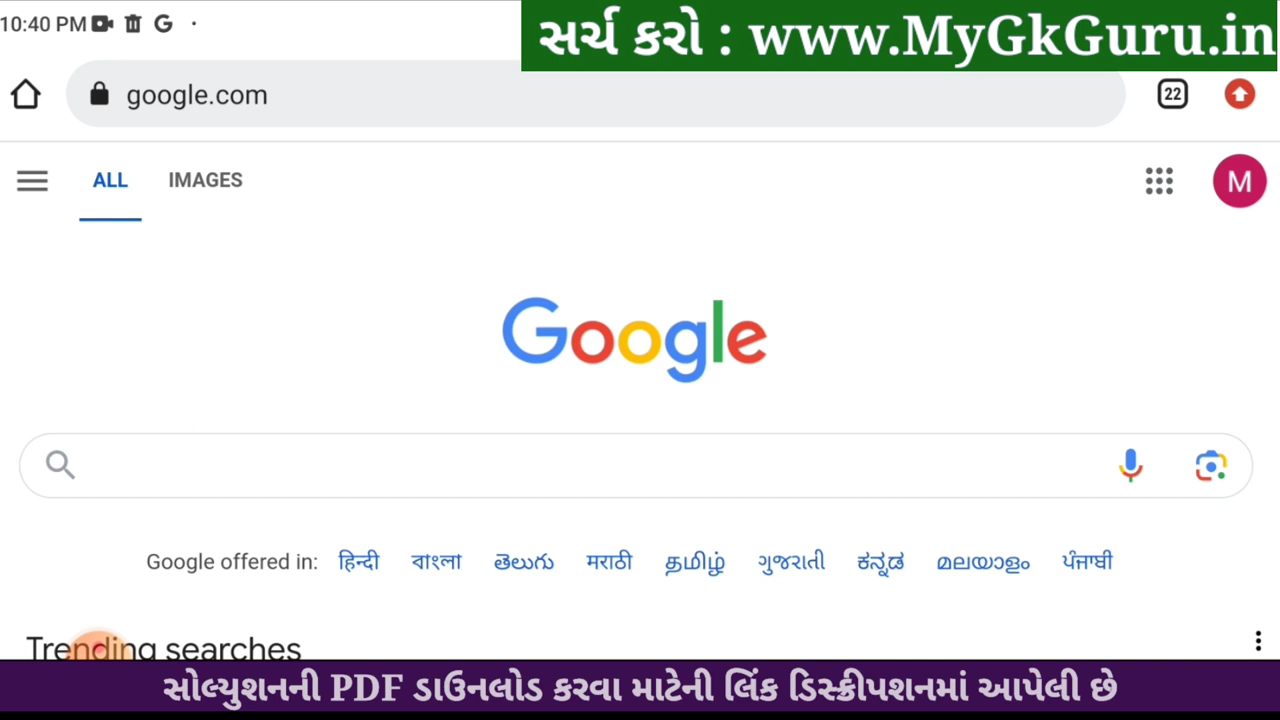 10:40 PM
સર્ચ કરો : www.MyGkGuru.in
google.com
22
ALL IMAGES
M
Google
Google offered in: हिन्दी বাংলা తెలుగు मराठी தமிழ் ગુજરાતી ಕನ್ನಡ മലയാളം ਪੰਜਾਬੀ
Trending searches
સોલ્યુશનની PDF ડાઉનલોડ કરવા માટેની લિંક ડિસ્ક્રીપશનમાં આપેલી છે